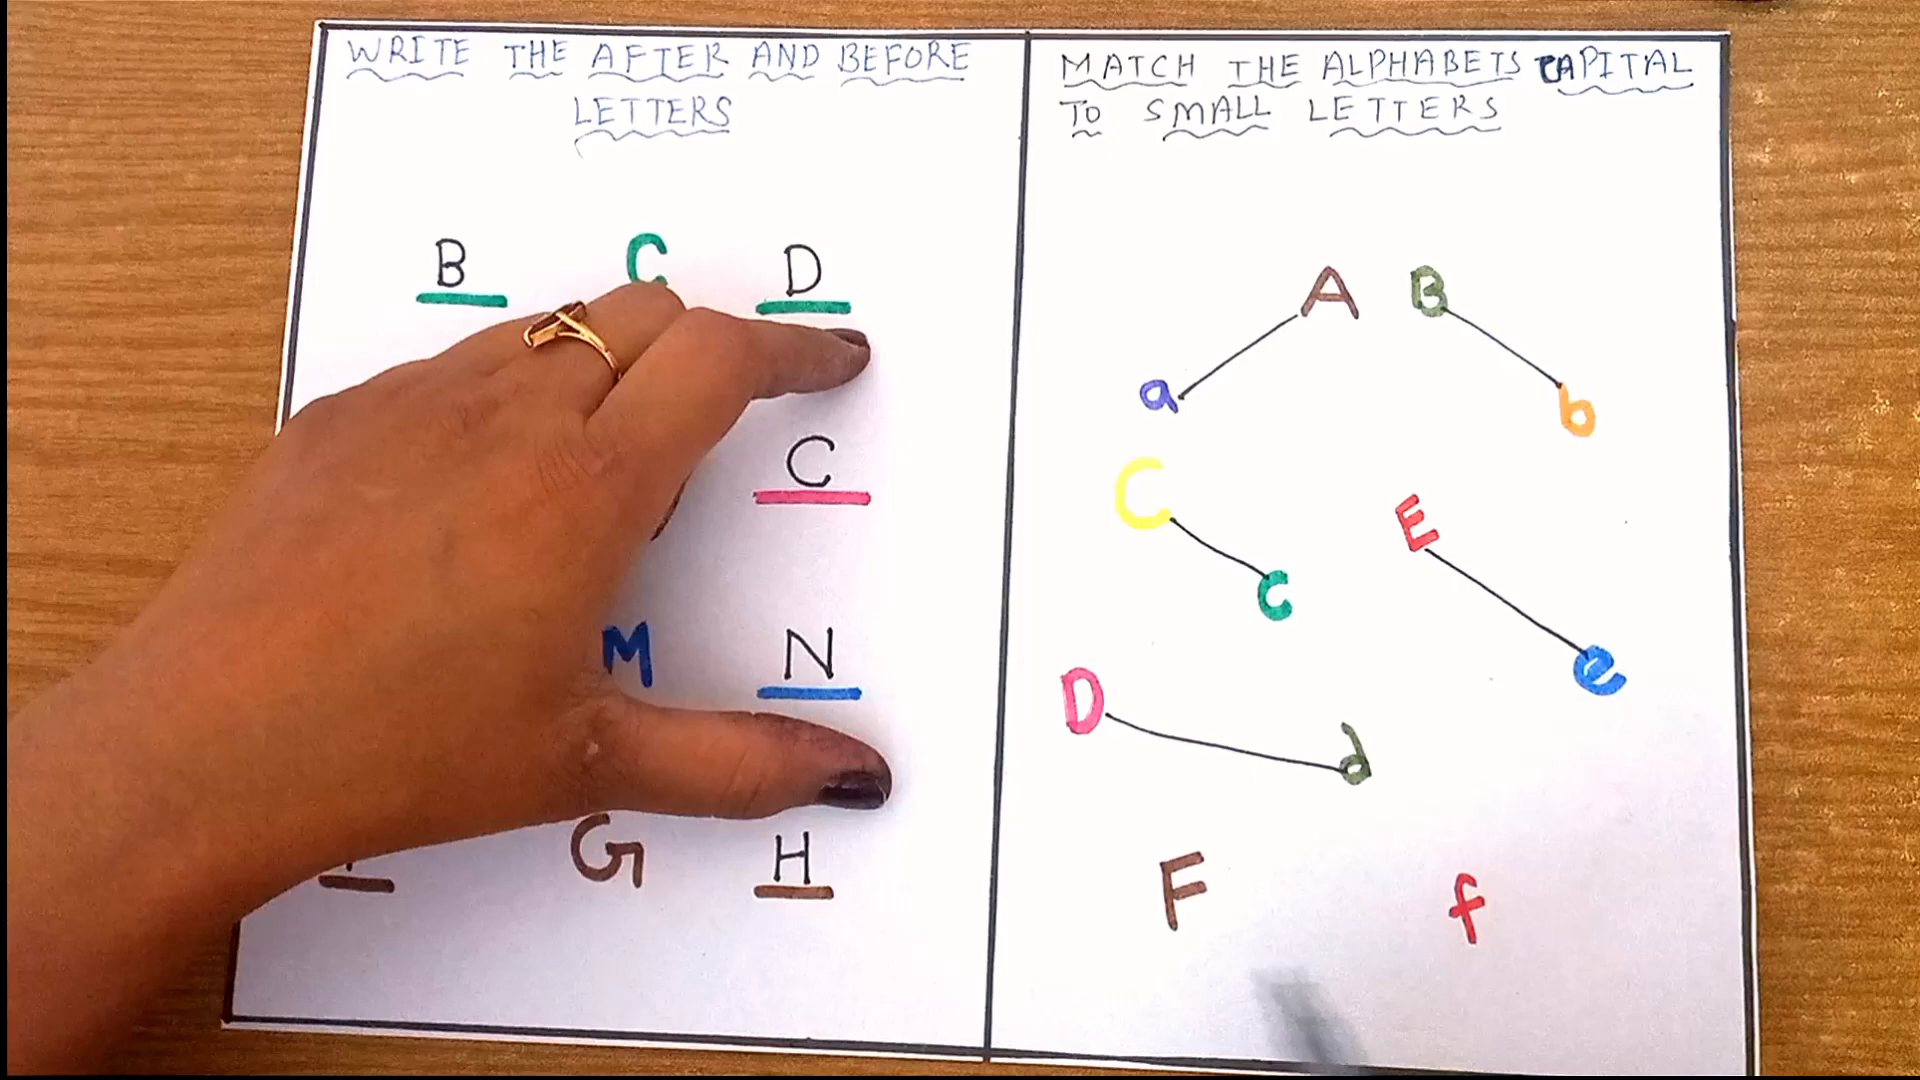 WRITE THE AFTER AND BEFORE
LETTERS
B C D
C
M N
G H
MATCH THE ALPHABETS CAPITAL
TO SMALL LETTERS
A B
a b
C E
c e
D d
F f